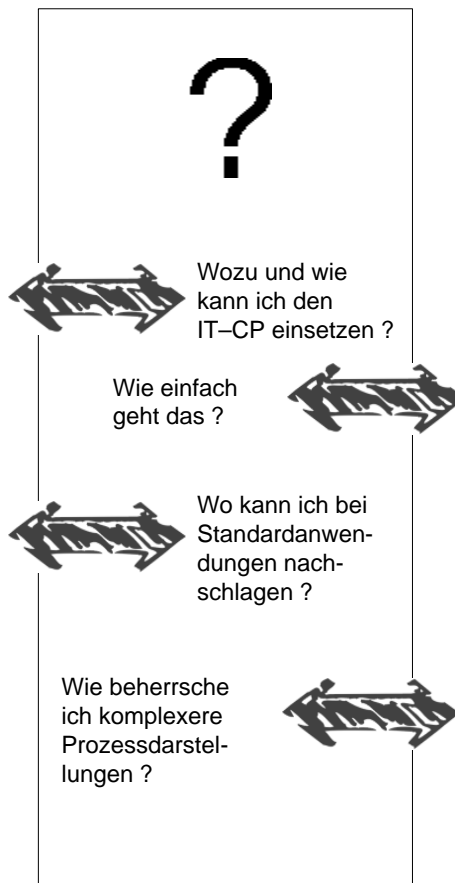 ?
Wozu und wie
kann ich den
IT–CP einsetzen ?
Wie einfach
geht das ?
Wo kann ich bei
Standardanwen-
dungen nach-
schlagen ?
Wie beherrsche
ich komplexere
Prozessdarstel-
lungen ?